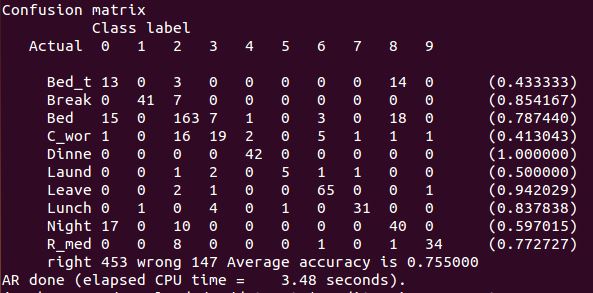 Confusion matrix
Class label
Actual 0 1 2 3 4 5 6 7 8 9
Bed_t 13 0 3 0 0 0 0 0 14 0 (0.433333)
Break 0 41 7 0 0 0 0 0 0 0 (0.854167)
Bed 15 0 163 7 1 0 3 0 18 0 (0.787440)
C_wor 1 0 16 19 2 0 5 1 1 1 (0.413043)
Dinne 0 0 0 0 42 0 0 0 0 0 (1.000000)
Laund 0 0 1 2 0 5 1 1 0 0 (0.500000)
Leave 0 0 2 1 0 0 65 0 0 1 (0.942029)
Lunch 0 1 0 4 0 1 0 31 0 0 (0.837838)
Night 17 0 10 0 0 0 0 0 40 0 (0.597015)
R_med 0 0 8 0 0 0 1 0 1 34 (0.772727)
right 453 wrong 147 Average accuracy is 0.755000
AR done (elapsed CPU time = 3.48 seconds).